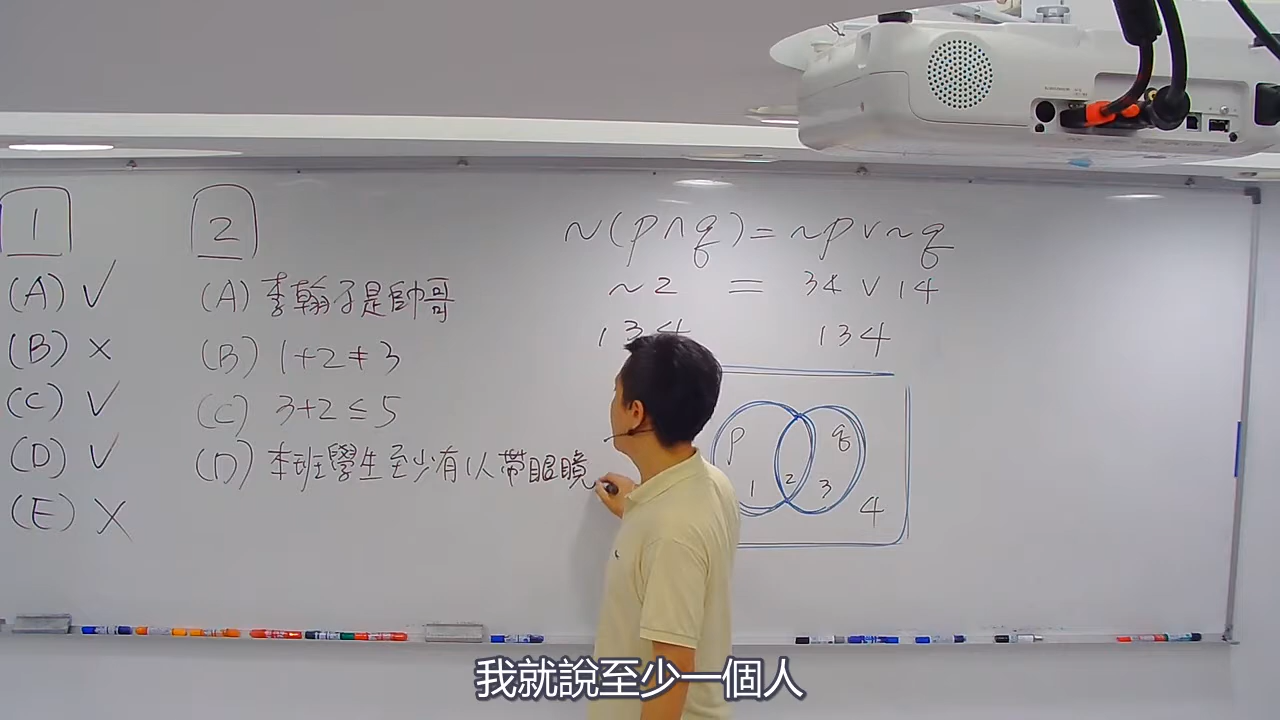 1
(A) V
(B) ×
(C) V
(D) V
(E) X
2
(A) 李翰子是帥哥
(B) 1+2≠3
(C) 3+2≤5
(D) 本班學生至少有1人帶眼鏡
~(p∧q)=~p∨~q
~2 = 34∨14
134 134
p q
1 2 3 4
我就說至少一個人